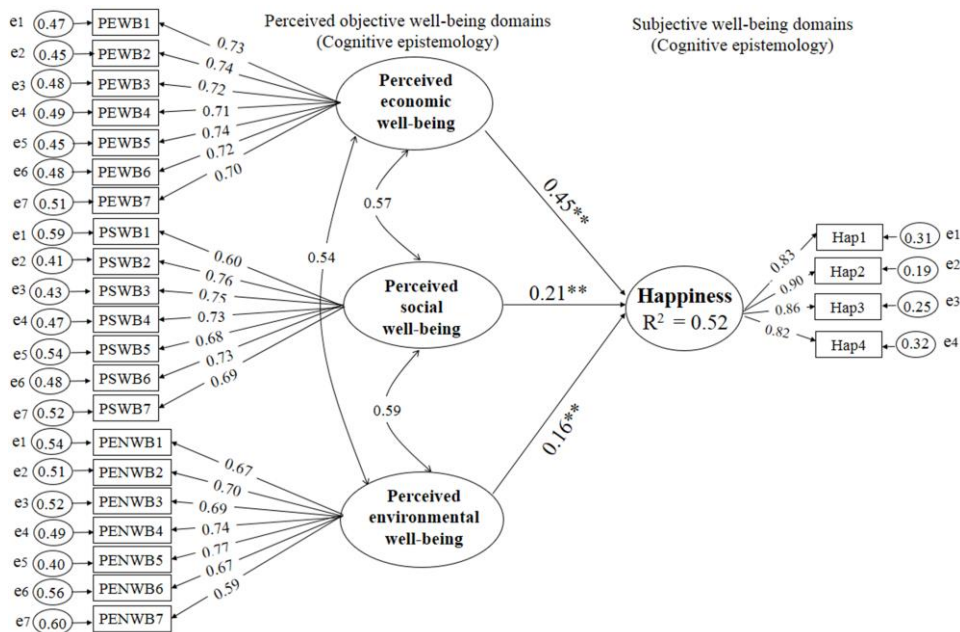 Perceived objective well-being domains
(Cognitive epistemology)
Subjective well-being domains
(Cognitive epistemology)
e1 0.47 PEWB1 0.73
e2 0.45 PEWB2 0.74
e3 0.48 PEWB3 0.72
e4 0.49 PEWB4 0.71
e5 0.45 PEWB5 0.74
e6 0.48 PEWB6 0.72
e7 0.51 PEWB7 0.70
Perceived
economic
well-being
e1 0.59 PSWB1 0.60
e2 0.41 PSWB2 0.76
e3 0.43 PSWB3 0.75
e4 0.47 PSWB4 0.73
e5 0.54 PSWB5 0.68
e6 0.48 PSWB6 0.73
e7 0.52 PSWB7 0.69
Perceived
social
well-being
e1 0.54 PENWB1 0.67
e2 0.51 PENWB2 0.70
e3 0.52 PENWB3 0.69
e4 0.49 PENWB4 0.74
e5 0.40 PENWB5 0.77
e6 0.56 PENWB6 0.67
e7 0.60 PENWB7 0.59
Perceived
environmental
well-being
0.57
0.54
0.59
0.45**
0.21**
0.16**
Happiness
R² = 0.52
0.83 Hap1 0.31 e1
0.90 Hap2 0.19 e2
0.86 Hap3 0.25 e3
0.82 Hap4 0.32 e4